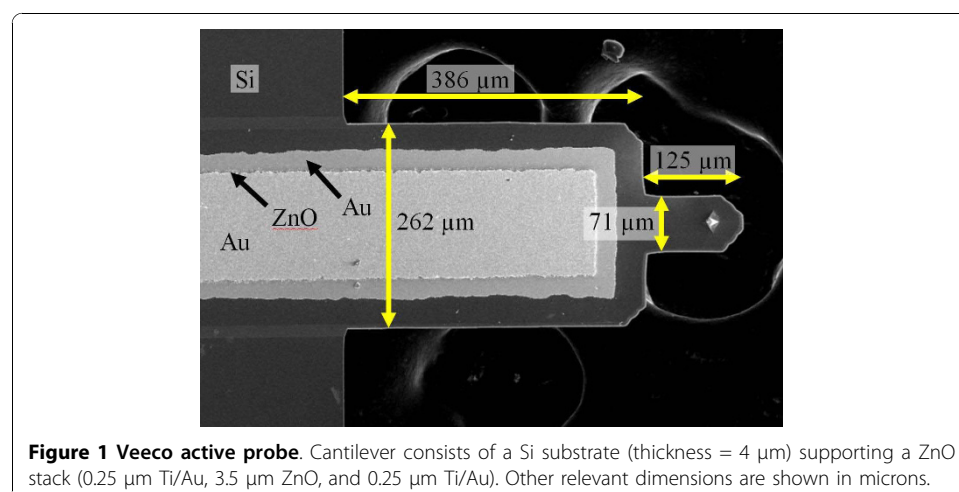 Si
386 µm
125 µm
ZnO
Au
Au
262 µm
71 µm
Figure 1 Veeco active probe. Cantilever consists of a Si substrate (thickness = 4 μm) supporting a ZnO
stack (0.25 μm Ti/Au, 3.5 μm ZnO, and 0.25 μm Ti/Au). Other relevant dimensions are shown in microns.